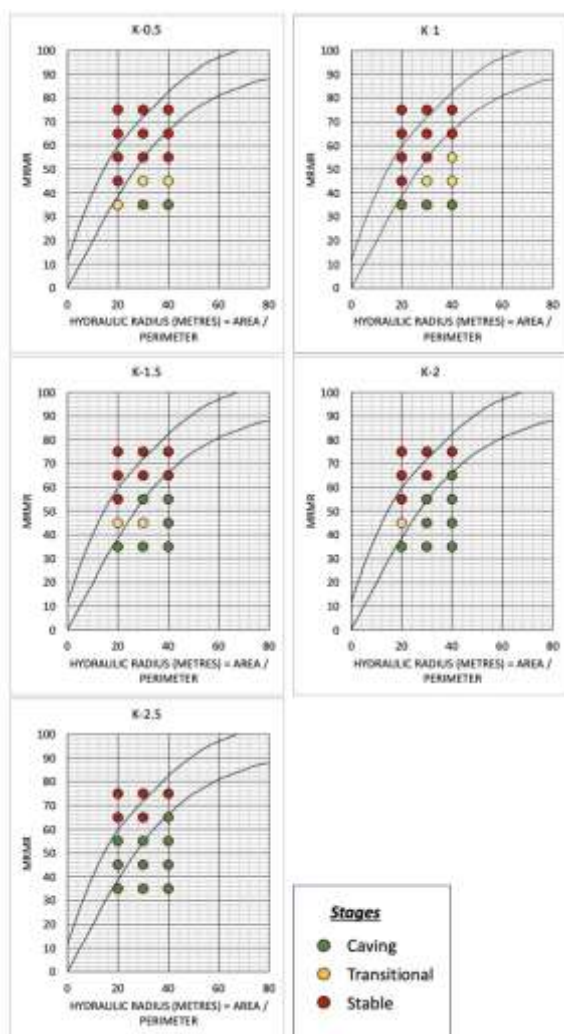 K-0.5
100
90
80
70
60
50
40
30
20
10
0
MRMR
0 20 40 60 80
HYDRAULIC RADIUS (METRES) = AREA /
PERIMETER
K 1
100
90
80
70
60
50
40
30
20
10
0
MRMR
0 20 40 60 80
HYDRAULIC RADIUS (METRES) = AREA /
PERIMETER
K-1.5
100
90
80
70
60
50
40
30
20
10
0
MRMR
0 20 40 60 80
HYDRAULIC RADIUS (METRES) = AREA /
PERIMETER
K-2
100
90
80
70
60
50
40
30
20
10
0
MRMR
0 20 40 60 80
HYDRAULIC RADIUS (METRES) = AREA /
PERIMETER
K-2.5
100
90
80
70
60
50
40
30
20
10
0
MRMR
0 20 40 60 80
HYDRAULIC RADIUS (METRES) = AREA /
PERIMETER
Stages
Caving
Transitional
Stable